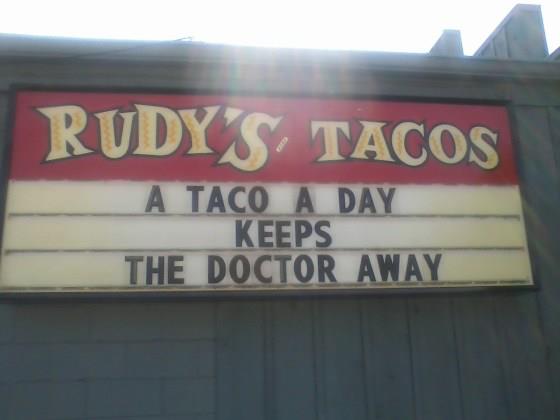 RUDY'S TACOS
A TACO A DAY
KEEPS
THE DOCTOR AWAY